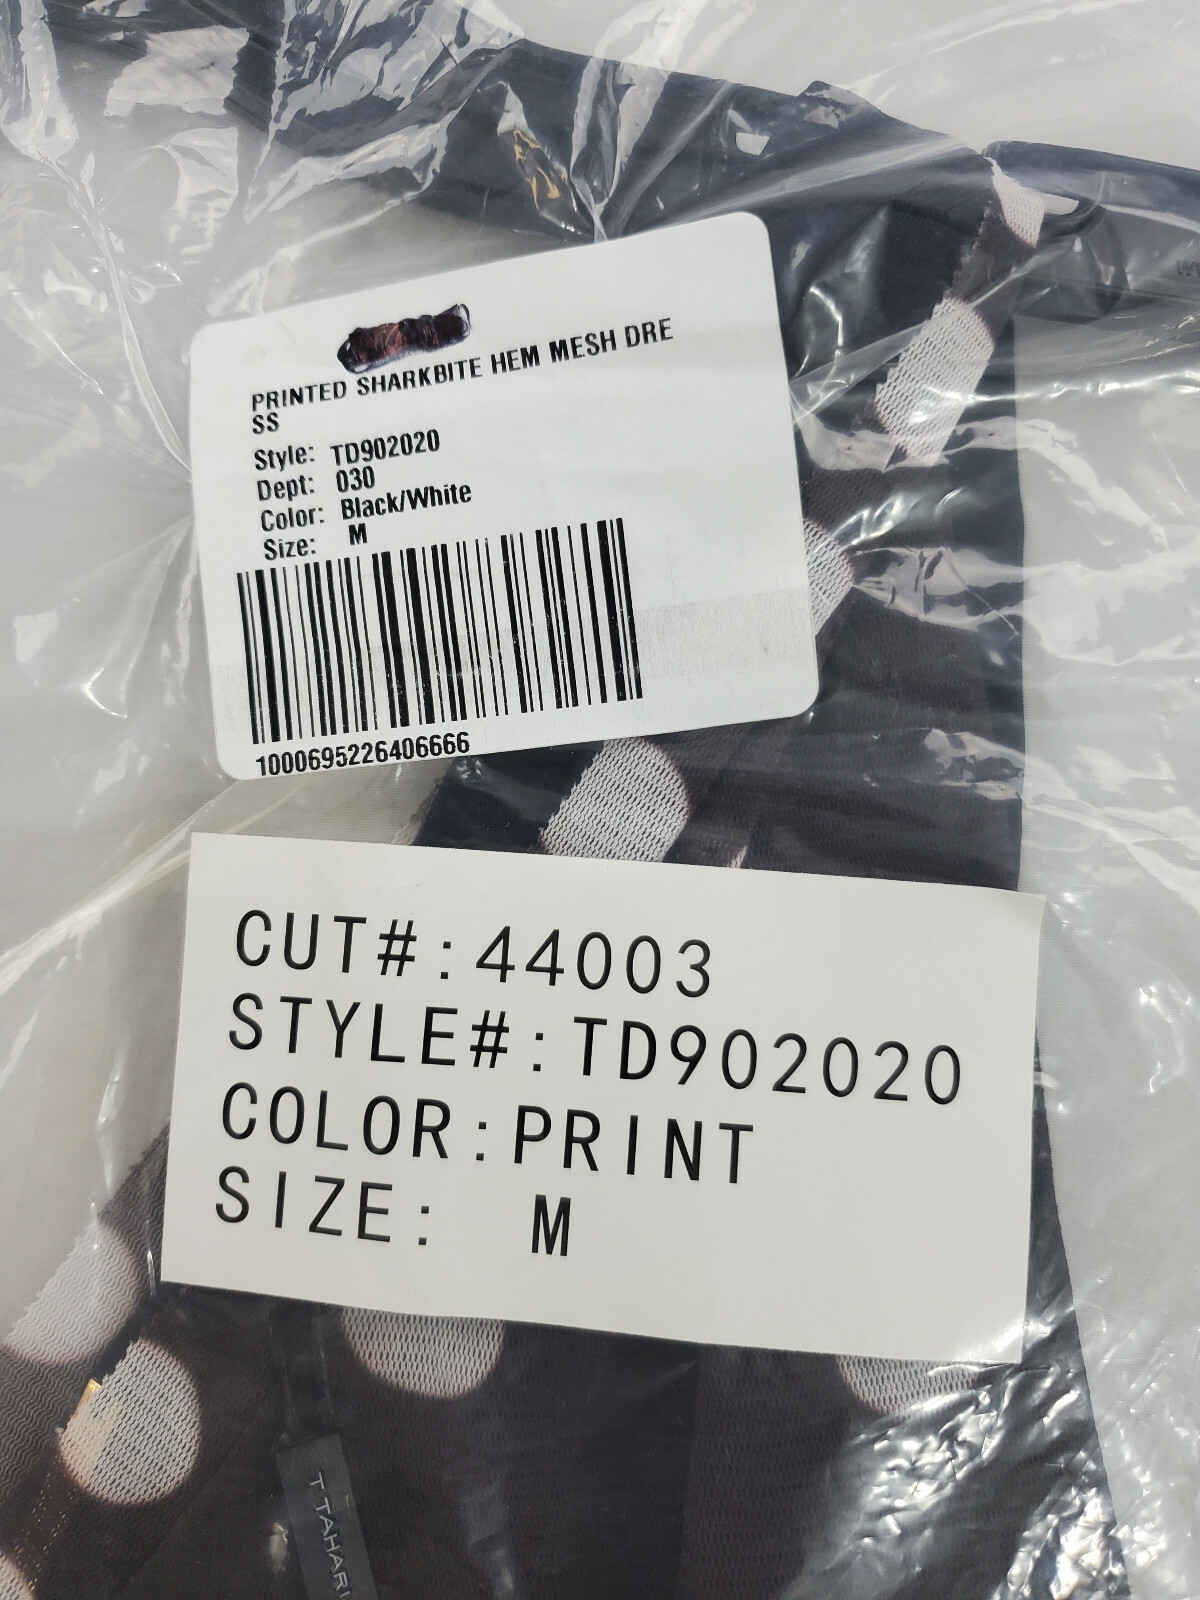 PRINTED SHARKBITE HEM MESH DRE
SS
Style: TD902020
Dept: 030
Color: Black/White
Size: M
1000695226406666
CUT#:44003
STYLE#:TD902020
COLOR:PRINT
SIZE: M
T TAHARI